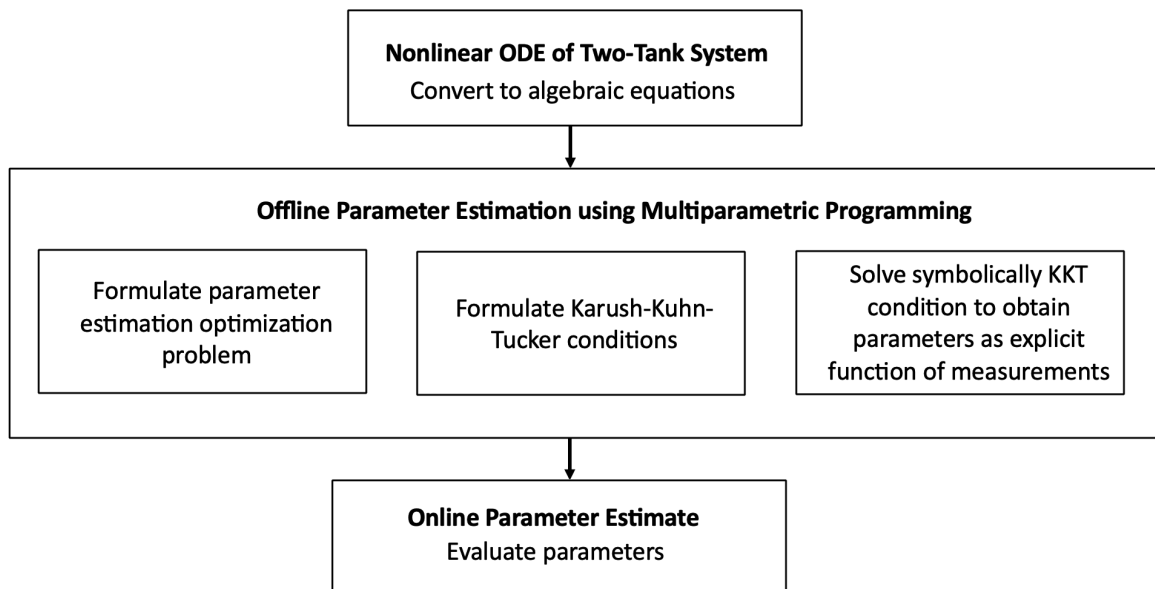 Nonlinear ODE of Two-Tank System
Convert to algebraic equations
Offline Parameter Estimation using Multiparametric Programming
Formulate parameter
estimation optimization
problem
Formulate Karush-Kuhn-
Tucker conditions
Solve symbolically KKT
condition to obtain
parameters as explicit
function of measurements
Online Parameter Estimate
Evaluate parameters